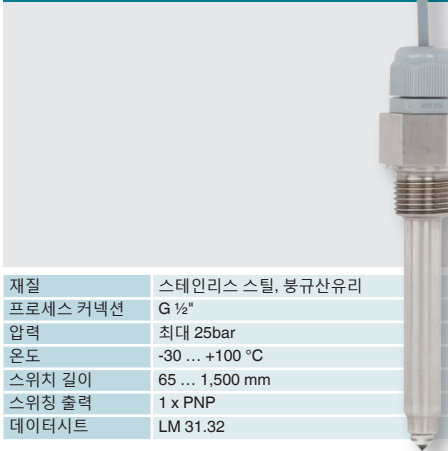 재질 스테인리스 스틸, 붕규산유리
프로세스 커넥션 G ½"
압력 최대 25bar
온도 -30 … +100 °C
스위치 길이 65 … 1,500 mm
스위칭 출력 1 x PNP
데이터시트 LM 31.32